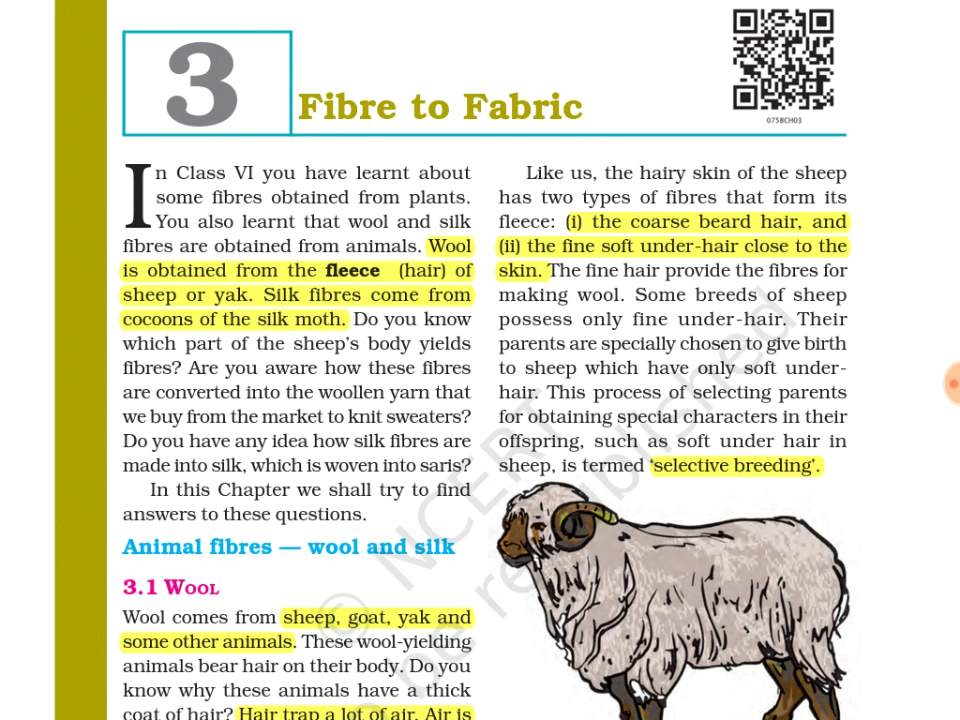 3
Fibre to Fabric
0758CH03
In Class VI you have learnt about
some fibres obtained from plants.
You also learnt that wool and silk
fibres are obtained from animals. Wool
is obtained from the fleece (hair) of
sheep or yak. Silk fibres come from
cocoons of the silk moth. Do you know
which part of the sheep's body yields
fibres? Are you aware how these fibres
are converted into the woollen yarn that
we buy from the market to knit sweaters?
Do you have any idea how silk fibres are
made into silk, which is woven into saris?
In this Chapter we shall try to find
answers to these questions.
Animal fibres — wool and silk
3.1 WOOL
Wool comes from sheep, goat, yak and
some other animals. These wool-yielding
animals bear hair on their body. Do you
know why these animals have a thick
coat of hair? Hair trap a lot of air. Air is
Like us, the hairy skin of the sheep
has two types of fibres that form its
fleece: (i) the coarse beard hair, and
(ii) the fine soft under-hair close to the
skin. The fine hair provide the fibres for
making wool. Some breeds of sheep
possess only fine under-hair. Their
parents are specially chosen to give birth
to sheep which have only soft under-
hair. This process of selecting parents
for obtaining special characters in their
offspring, such as soft under hair in
sheep, is termed 'selective breeding'.
© NCERT
be republished